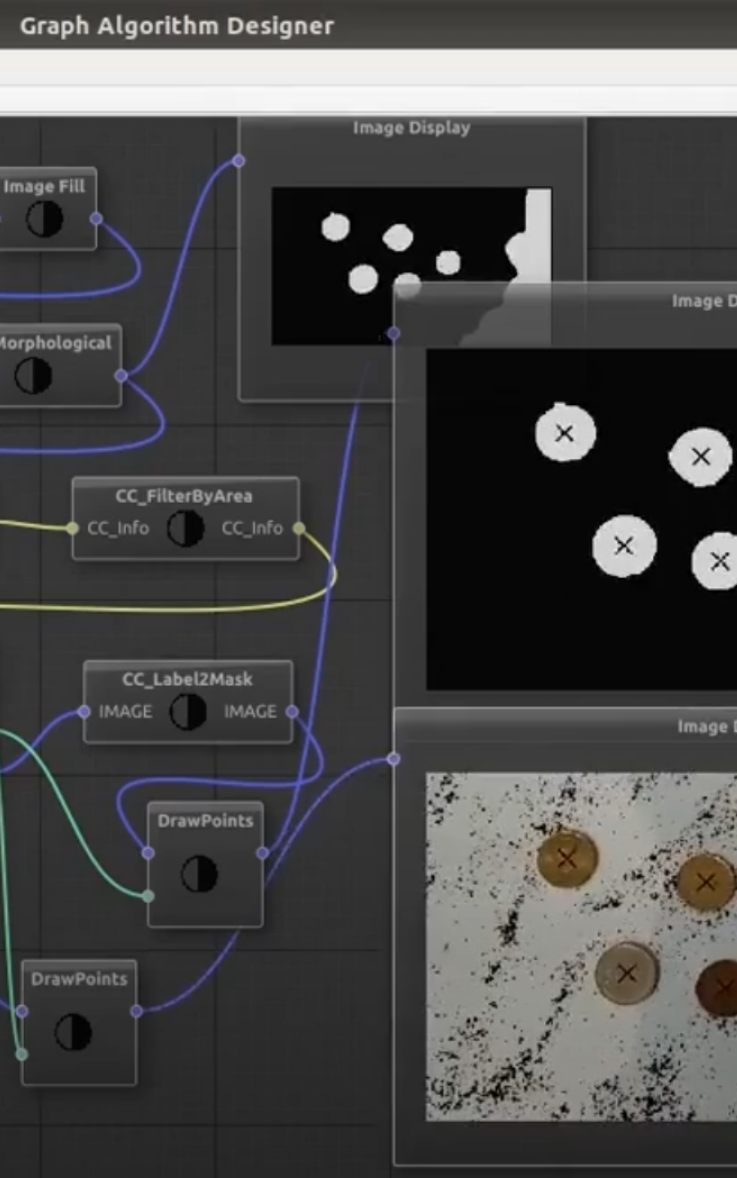 Graph Algorithm Designer
Image Display
Image Fill
Image D
Morphological
CC_FilterByArea
CC_Info CC_Info
CC_Label2Mask
IMAGE IMAGE
Image D
DrawPoints
DrawPoints